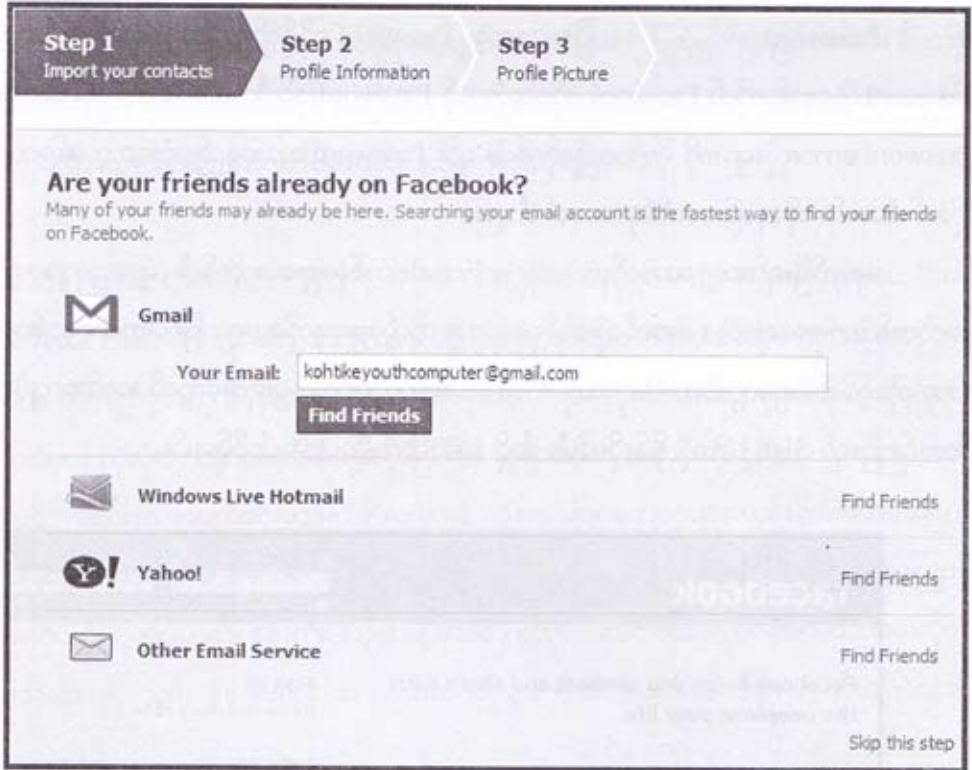 Step 1
Import your contacts
Step 2
Profile Information
Step 3
Profile Picture
Are your friends already on Facebook?
Many of your friends may already be here. Searching your email account is the fastest way to find your friends
on Facebook.
Gmail
Your Email: kohtikeyouthcomputer@gmail.com
Find Friends
Windows Live Hotmail
Find Friends
Yahoo!
Find Friends
Other Email Service
Find Friends
Skip this step